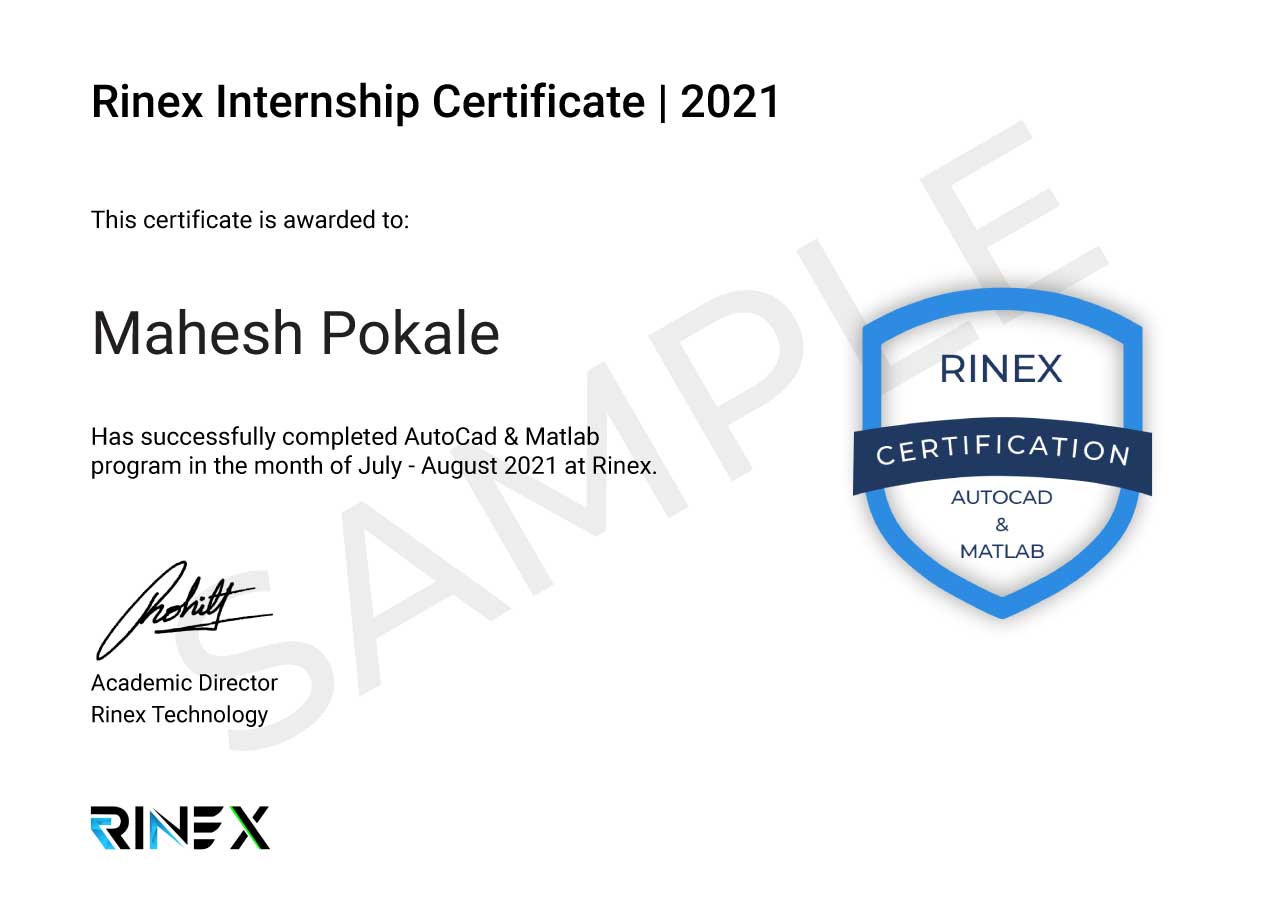 Rinex Internship Certificate | 2021
This certificate is awarded to:
Mahesh Pokale
Has successfully completed AutoCad & Matlab
program in the month of July - August 2021 at Rinex.
RINEX
CERTIFICATION
AUTOCAD
&
MATLAB
SAMPLE
Academic Director
Rinex Technology
RINEX